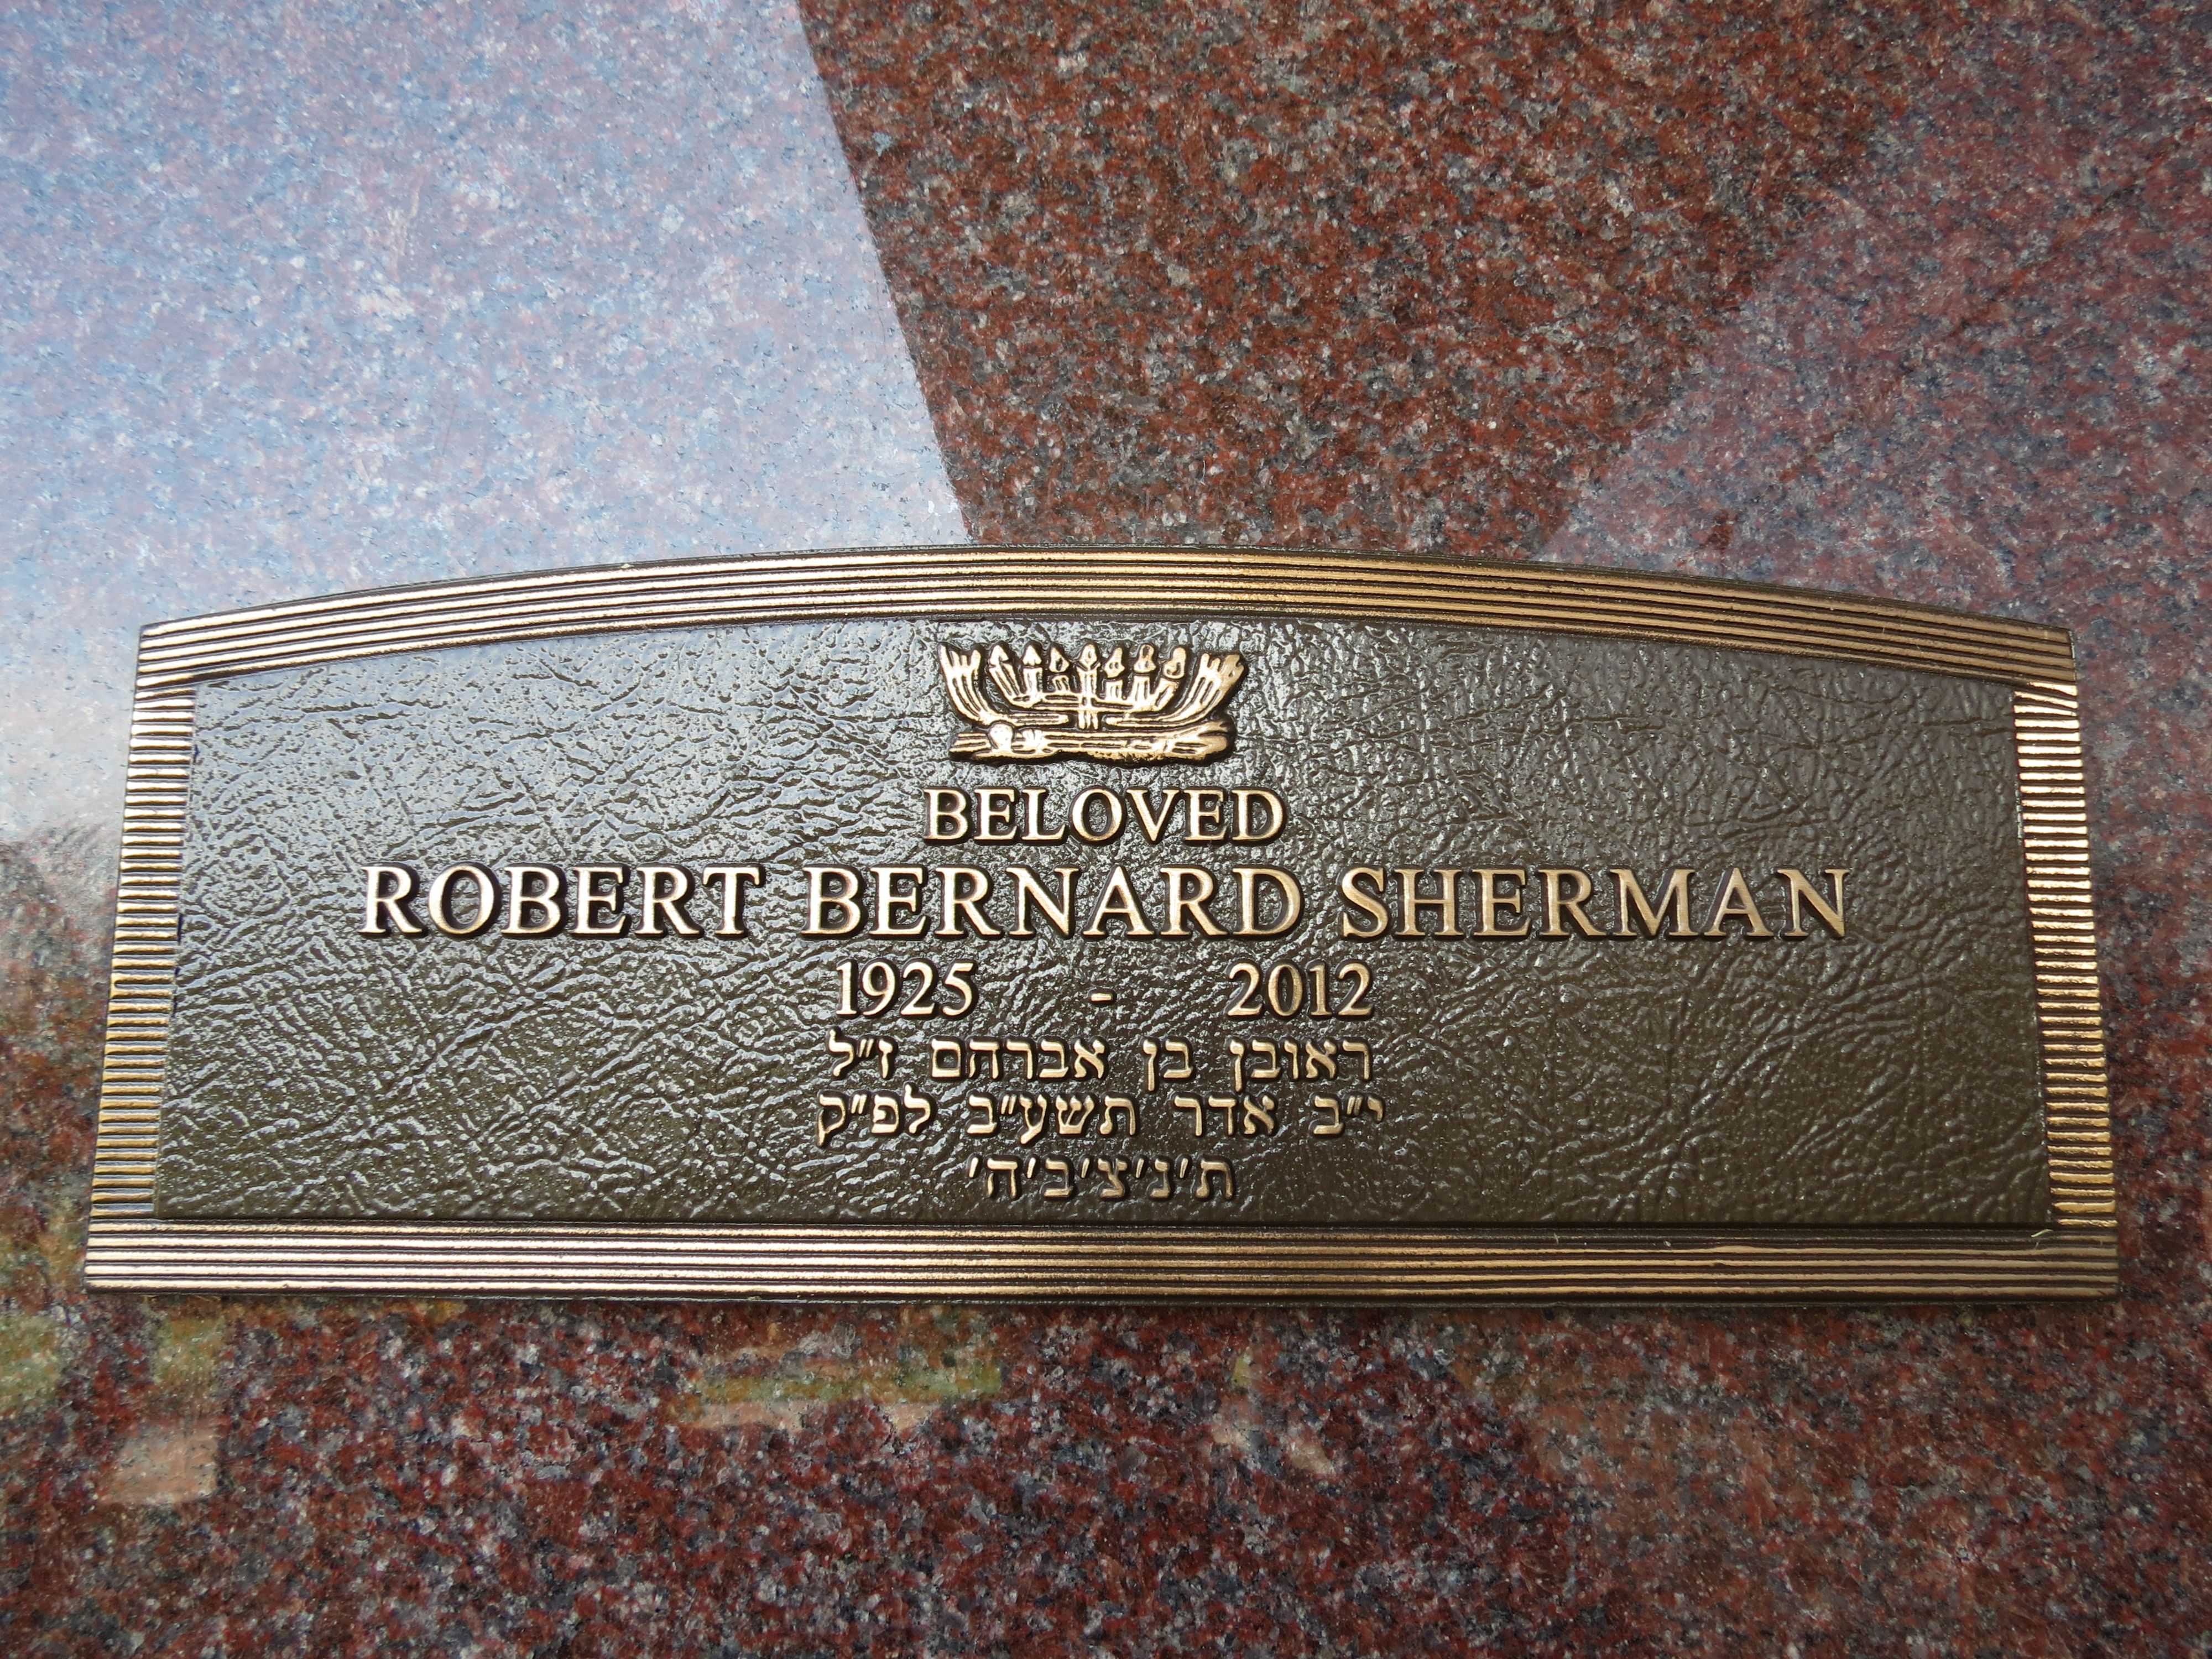 BELOVED
ROBERT BERNARD SHERMAN
1925 - 2012
ראובן בן אברהם ז״ל
י״ב אדר תשע״ב לפ״ק
ת׳נ׳צ׳ב׳ה׳